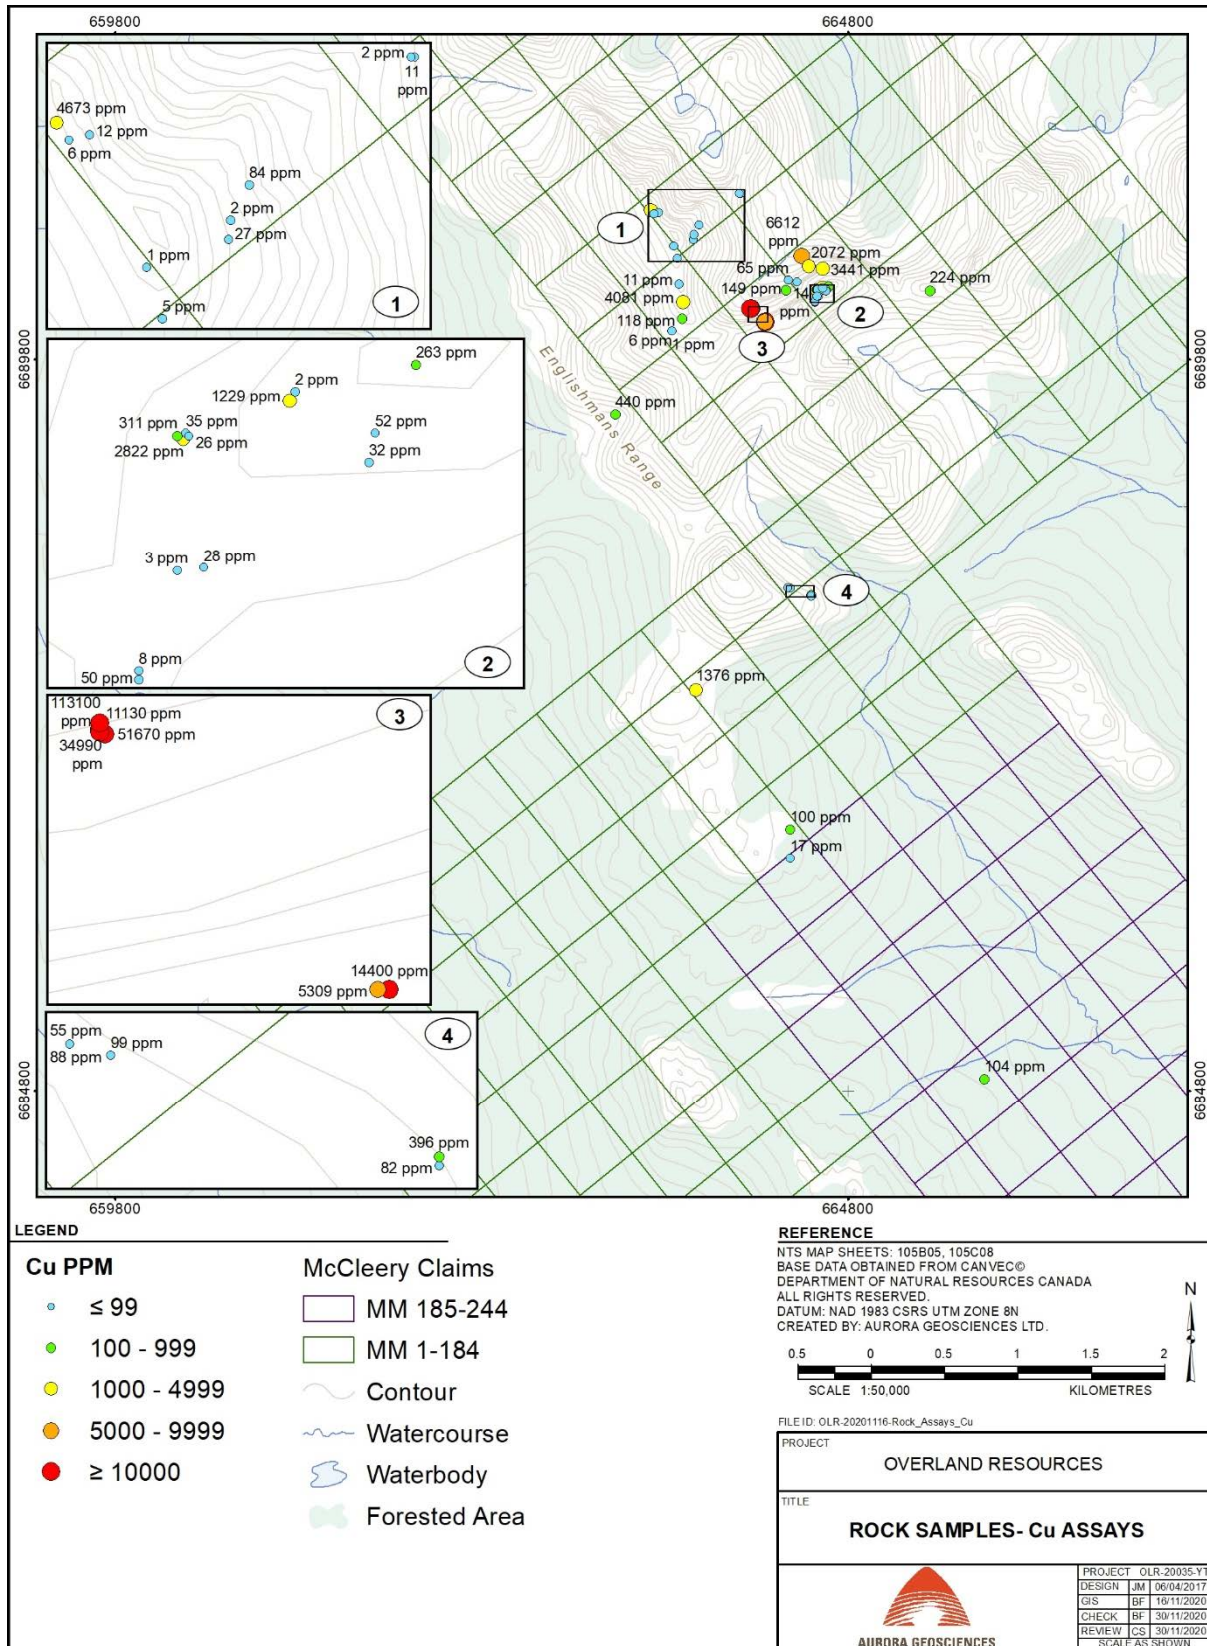 659800
664800
2 ppm
11
ppm
4673 ppm
12 ppm
6 ppm
84 ppm
2 ppm
27 ppm
1 ppm
5 ppm
1
263 ppm
2 ppm
1229 ppm
311 ppm
35 ppm
52 ppm
2822 ppm
26 ppm
32 ppm
3 ppm
28 ppm
8 ppm
50 ppm
2
113100
ppm
11130 ppm
51670 ppm
34990
ppm
3
14400 ppm
5309 ppm
55 ppm
99 ppm
88 ppm
4
396 ppm
82 ppm
1
6612
ppm
2072 ppm
65 ppm
3441 ppm
224 ppm
11 ppm
149 ppm
14
ppm
4081 ppm
118 ppm
6 ppm
1 ppm
2
3
Englishmans Range
440 ppm
4
1376 ppm
100 ppm
17 ppm
104 ppm
6689800
6689800
6684800
6684800
659800
664800
LEGEND
Cu PPM
≤ 99
100 - 999
1000 - 4999
5000 - 9999
≥ 10000
McCleery Claims
MM 185-244
MM 1-184
Contour
Watercourse
Waterbody
Forested Area
REFERENCE
NTS MAP SHEETS: 105B05, 105C08
BASE DATA OBTAINED FROM CANVEC©
DEPARTMENT OF NATURAL RESOURCES CANADA
ALL RIGHTS RESERVED.
DATUM: NAD 1983 CSRS UTM ZONE 8N
CREATED BY: AURORA GEOSCIENCES LTD.
N
0.5 0 0.5 1 1.5 2
SCALE 1:50,000 KILOMETRES
FILE ID: OLR-20201116-Rock_Assays_Cu
PROJECT
OVERLAND RESOURCES
TITLE
ROCK SAMPLES- Cu ASSAYS
AURORA GEOSCIENCES
PROJECT OLR-20035-YT
DESIGN JM 06/04/2017
GIS BF 16/11/2020
CHECK BF 30/11/2020
REVIEW CS 30/11/2020
SCALE AS SHOWN